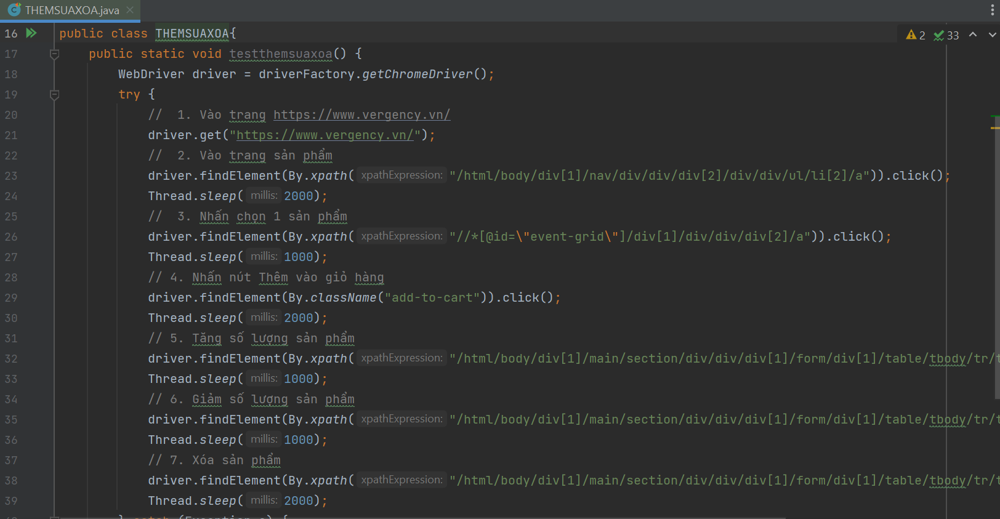 THEMSUAXOA.java
16 public class THEMSUAXOA{
2 33
17 public static void testthemsuaxoa() {
18 WebDriver driver = driverFactory.getChromeDriver();
19 try {
20 //  1. Vào trang https://www.vergency.vn/
21 driver.get("https://www.vergency.vn/");
22 //  2. Vào trang sản phẩm
23 driver.findElement(By.xpath( xpathExpression: "/html/body/div[1]/nav/div/div/div[2]/div/div/ul/li[2]/a")).click();
24 Thread.sleep( millis: 2000);
25 //  3. Nhấn chọn 1 sản phẩm
26 driver.findElement(By.xpath( xpathExpression: "//*[@id=\"event-grid\"]/div[1]/div/div/div[2]/a")).click();
27 Thread.sleep( millis: 1000);
28 // 4. Nhấn nút Thêm vào giỏ hàng
29 driver.findElement(By.className("add-to-cart")).click();
30 Thread.sleep( millis: 2000);
31 // 5. Tăng số lượng sản phẩm
32 driver.findElement(By.xpath( xpathExpression: "/html/body/div[1]/main/section/div/div/div[1]/form/div[1]/table/tbody/tr/
33 Thread.sleep( millis: 1000);
34 // 6. Giảm số lượng sản phẩm
35 driver.findElement(By.xpath( xpathExpression: "/html/body/div[1]/main/section/div/div/div[1]/form/div[1]/table/tbody/tr/
36 Thread.sleep( millis: 1000);
37 // 7. Xóa sản phẩm
38 driver.findElement(By.xpath( xpathExpression: "/html/body/div[1]/main/section/div/div/div[1]/form/div[1]/table/tbody/tr/
39 Thread.sleep( millis: 2000);